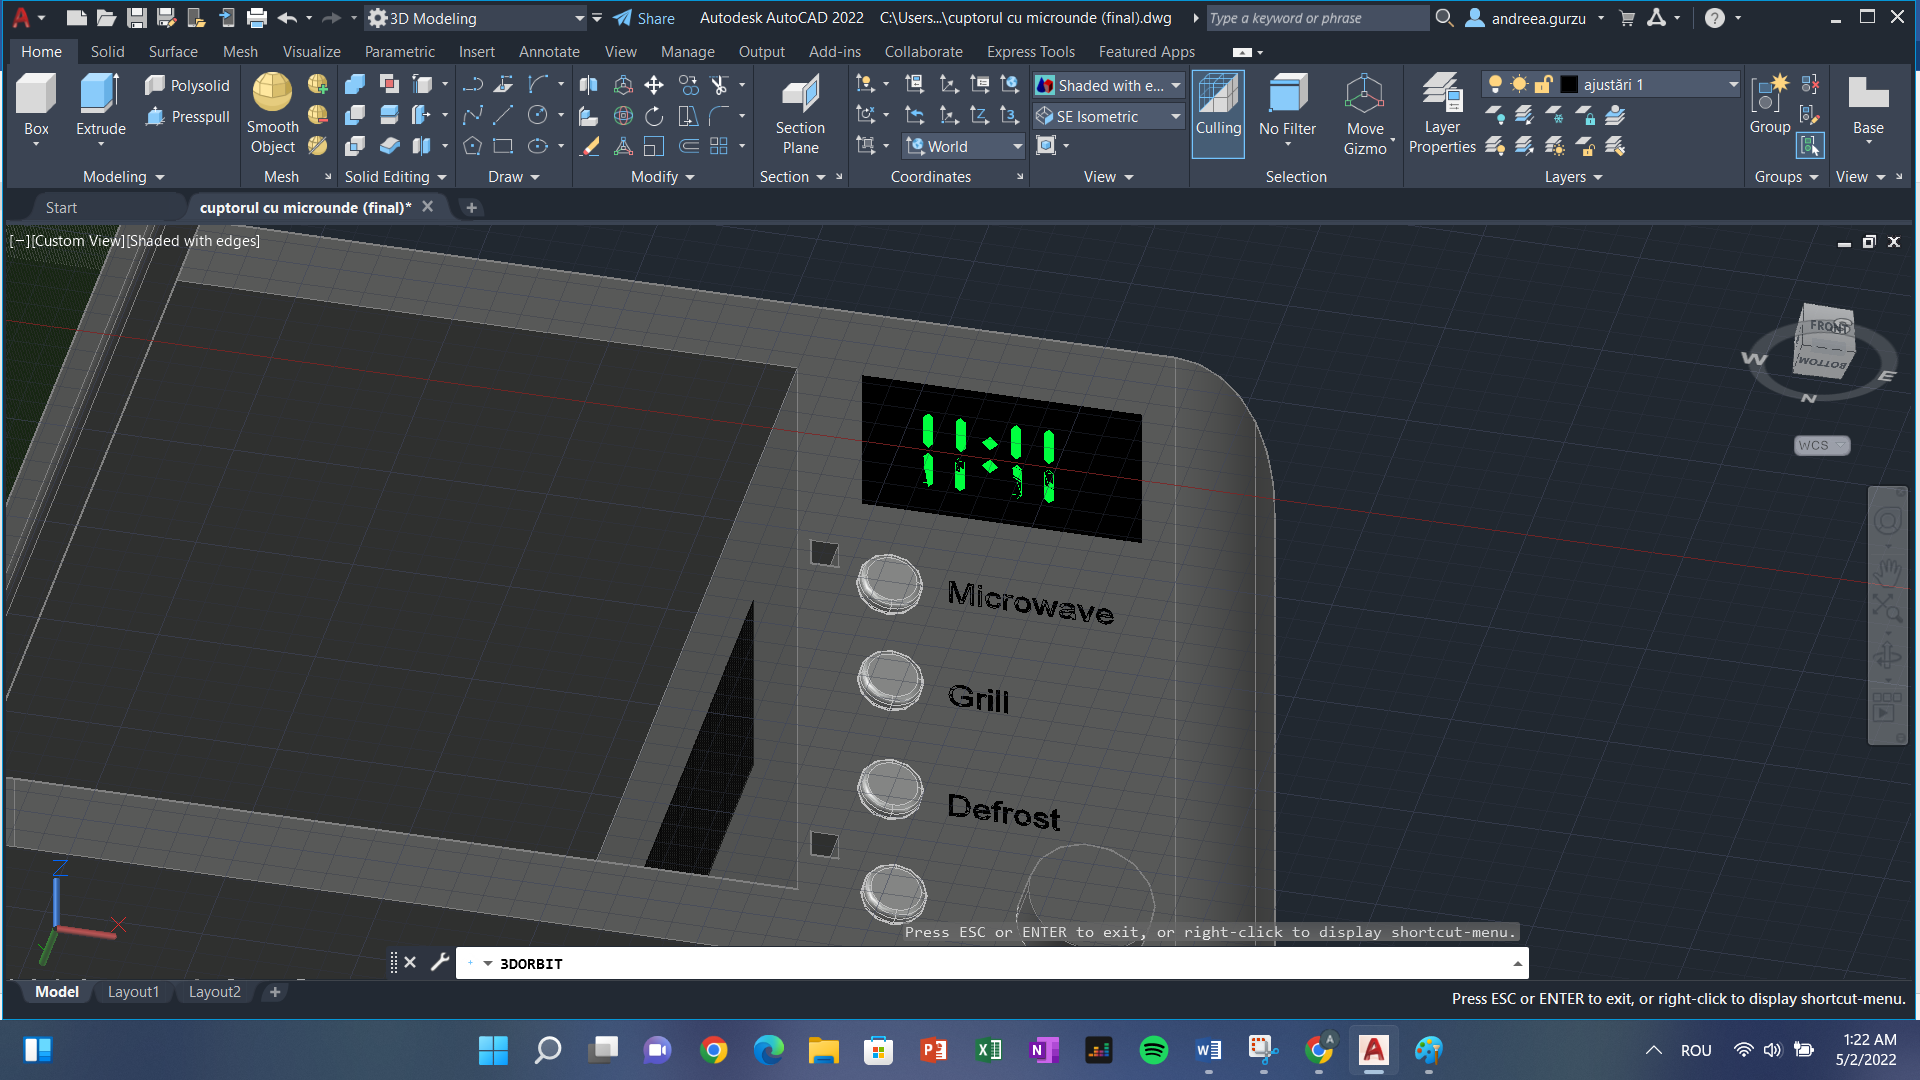 3D Modeling
Share
Autodesk AutoCAD 2022 C:\Users...\cuptorul cu microunde (final).dwg
Type a keyword or phrase
andreea.gurzu
Home Solid Surface Mesh Visualize Parametric Insert Annotate View Manage Output Add-ins Collaborate Express Tools Featured Apps
Box
Extrude
Polysolid
Presspull
Modeling
Smooth
Object
Mesh
Solid Editing
Draw
Modify
Section
Plane
Section
World
Coordinates
Shaded with e...
SE Isometric
View
Culling
No Filter
Move
Gizmo
Selection
Layer
Properties
ajustări 1
Layers
Group
Groups
Base
View
Start
cuptorul cu microunde (final)*
[−][Custom View][Shaded with edges]
FRONT
BOTTOM
W
S
E
N
WCS
11:11
Microwave
Grill
Defrost
Z
X
Y
Press ESC or ENTER to exit, or right-click to display shortcut-menu.
3DORBIT
Model Layout1 Layout2
Press ESC or ENTER to exit, or right-click to display shortcut-menu.
ROU
1:22 AM
5/2/2022